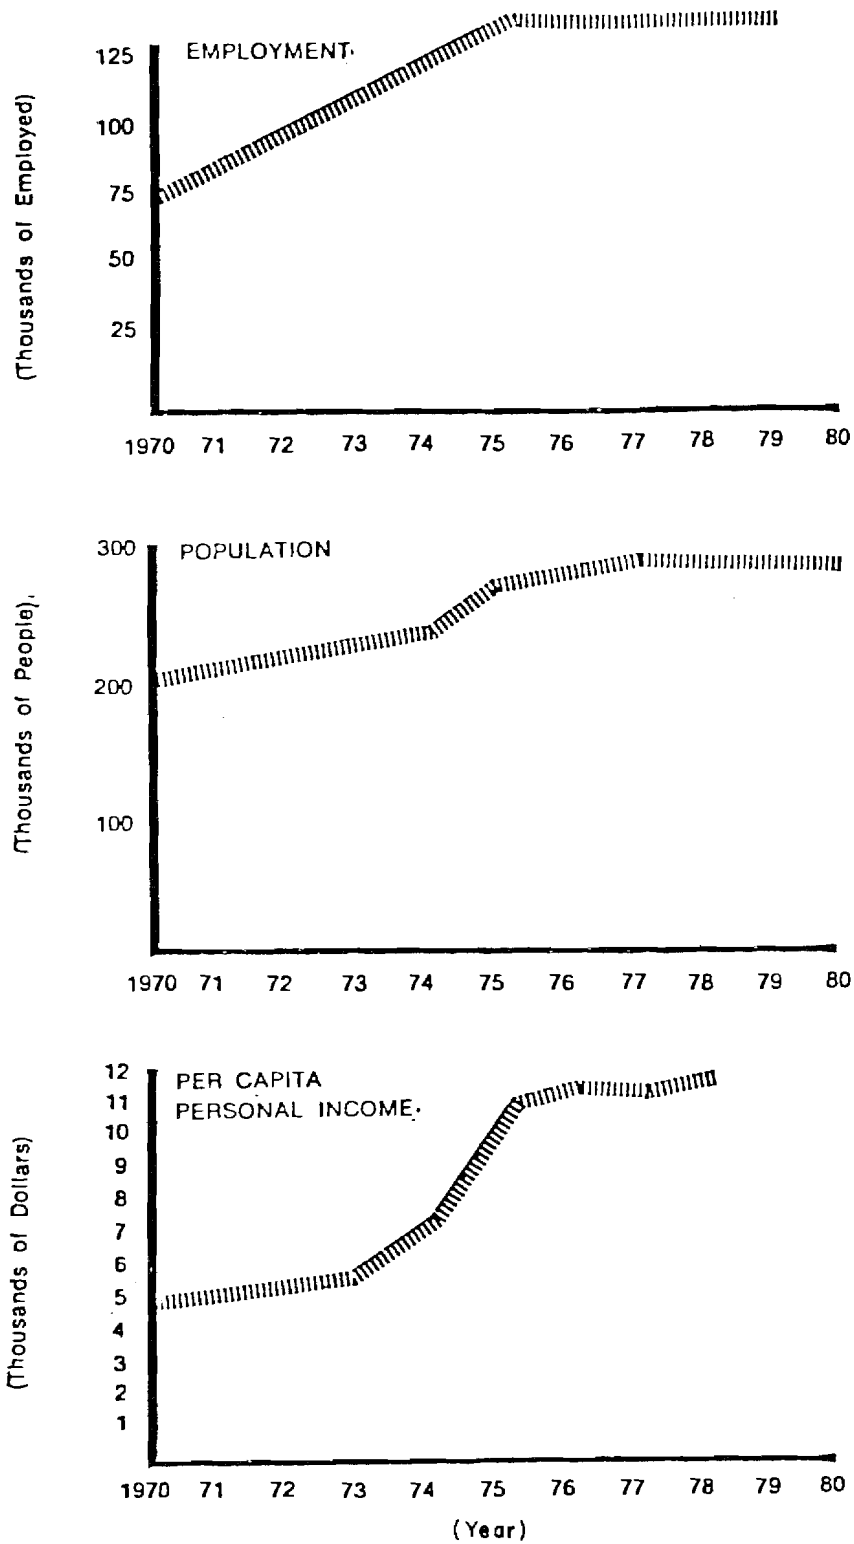 EMPLOYMENT
(Thousands of Employed)
125
100
75
50
25
1970 71 72 73 74 75 76 77 78 79 80
POPULATION
(Thousands of People)
300
200
100
1970 71 72 73 74 75 76 77 78 79 80
PER CAPITA
PERSONAL INCOME
(Thousands of Dollars)
12
11
10
9
8
7
6
5
4
3
2
1
1970 71 72 73 74 75 76 77 78 79 80
(Year)